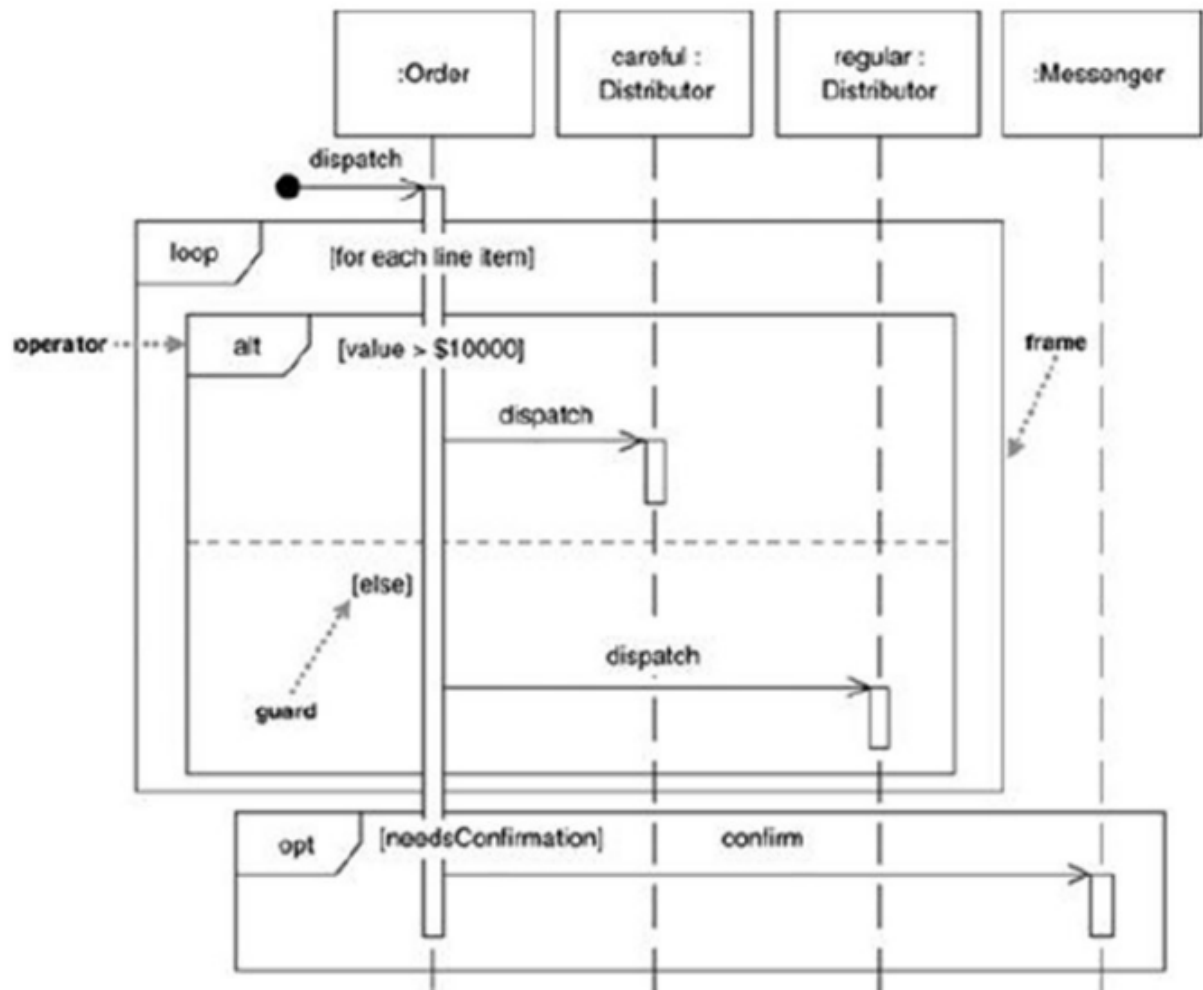 :Order
careful :
Distributor
regular :
Distributor
:Messenger
dispatch
loop
[for each line item]
operator
alt
[value > $10000]
frame
dispatch
[else]
dispatch
guard
opt
[needsConfirmation]
confirm